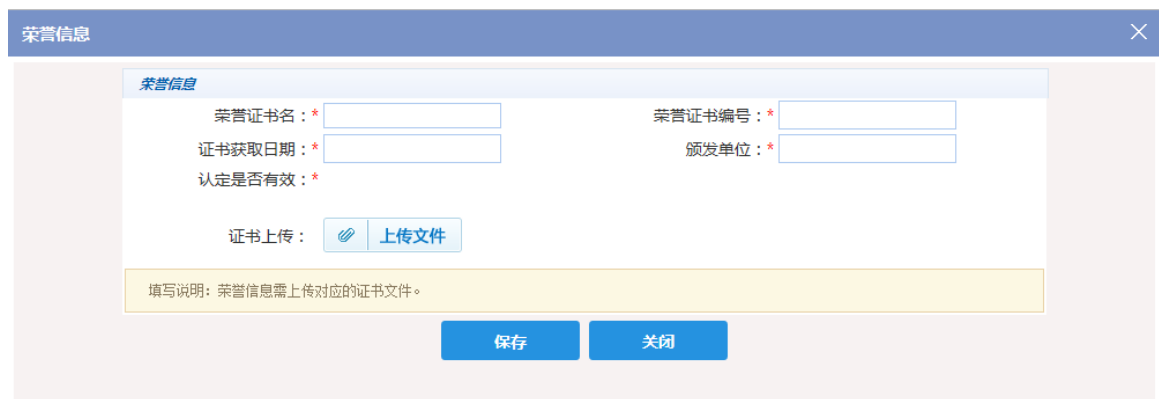 荣誉信息
荣誉信息
荣誉证书名：* 荣誉证书编号：*
证书获取日期：* 颁发单位：*
认定是否有效：*
证书上传： 上传文件
填写说明：荣誉信息需上传对应的证书文件。
保存 关闭